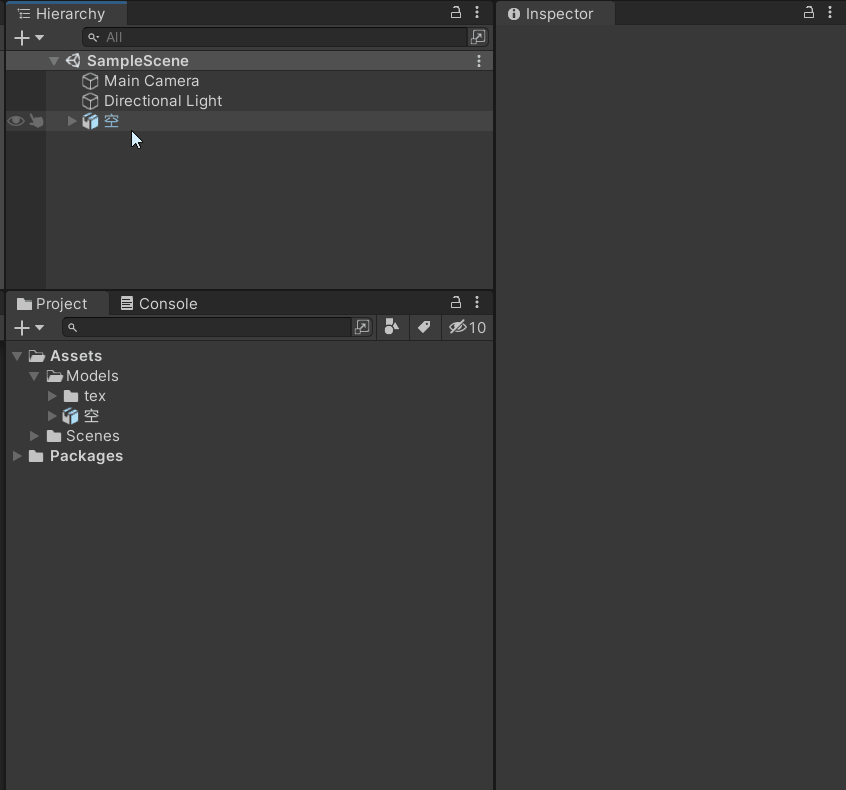 Hierarchy
All
SampleScene
Main Camera
Directional Light
空
Project
Console
10
Assets
Models
tex
空
Scenes
Packages
Inspector